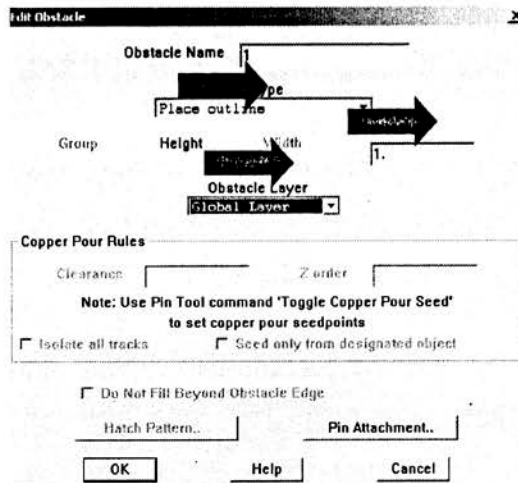 Edit Obstacle
Obstacle Name 1
pe
Place outline
Group Height Width 1.
Obstacle Layer
Global Layer
Copper Pour Rules
Clearance Z order
Note: Use Pin Tool command 'Toggle Copper Pour Seed'
to set copper pour seedpoints
Isolate all tracks Seed only from designated object
Do Not Fill Beyond Obstacle Edge
Hatch Pattern.. Pin Attachment..
OK Help Cancel